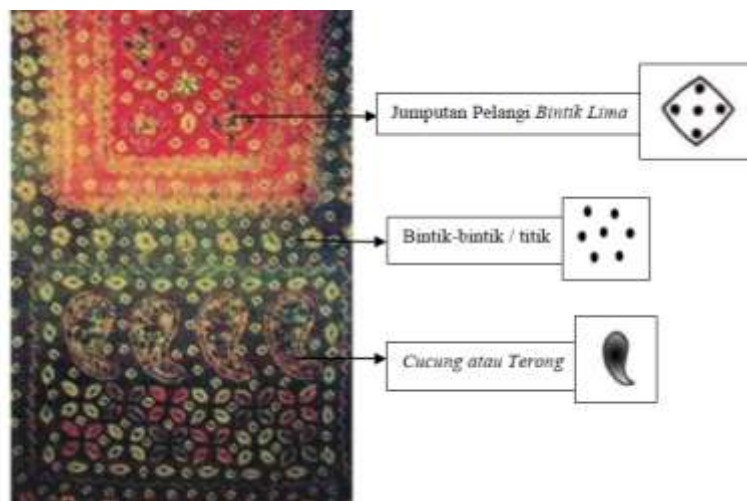 Jumputan Pelangi Bintik Lima
Bintik-bintik / titik
Cucung atau Terong